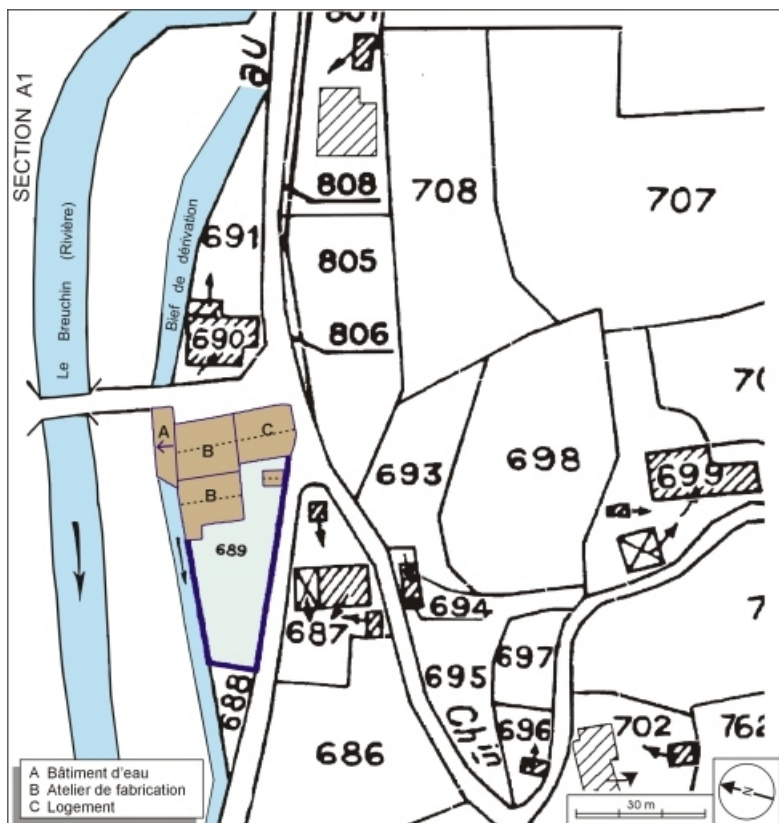 SECTION A1
Le Breuchin (Rivière)
Bief de dérivation
au
801
808
708
707
691
805
806
690
A
B
C
B
689
693
698
699
687
694
688
695
697
Ch in
696
702
762
686
A Bâtiment d'eau
B Atelier de fabrication
C Logement
30 m
N